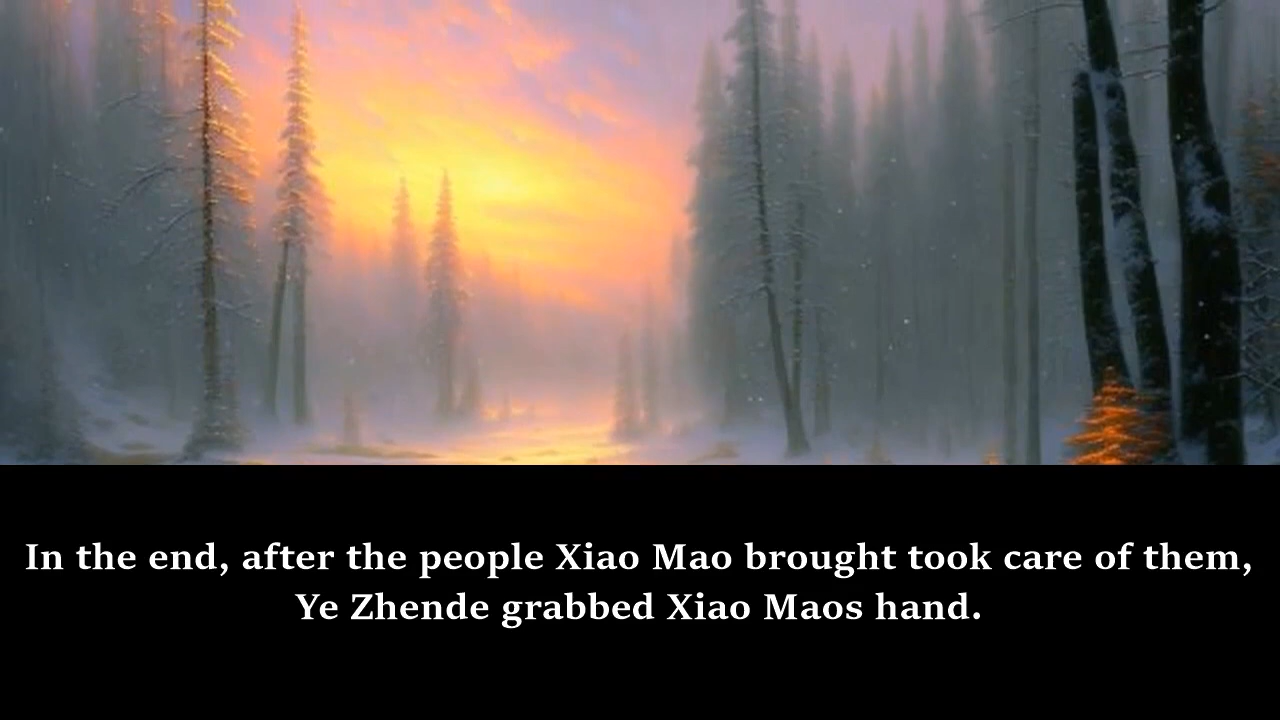 In the end, after the people Xiao Mao brought took care of them,
Ye Zhende grabbed Xiao Maos hand.